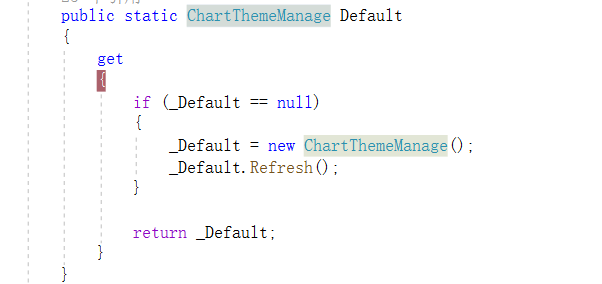 public static ChartThemeManage Default
{
get
{
if (_Default == null)
{
_Default = new ChartThemeManage();
_Default.Refresh();
}
return _Default;
}
}